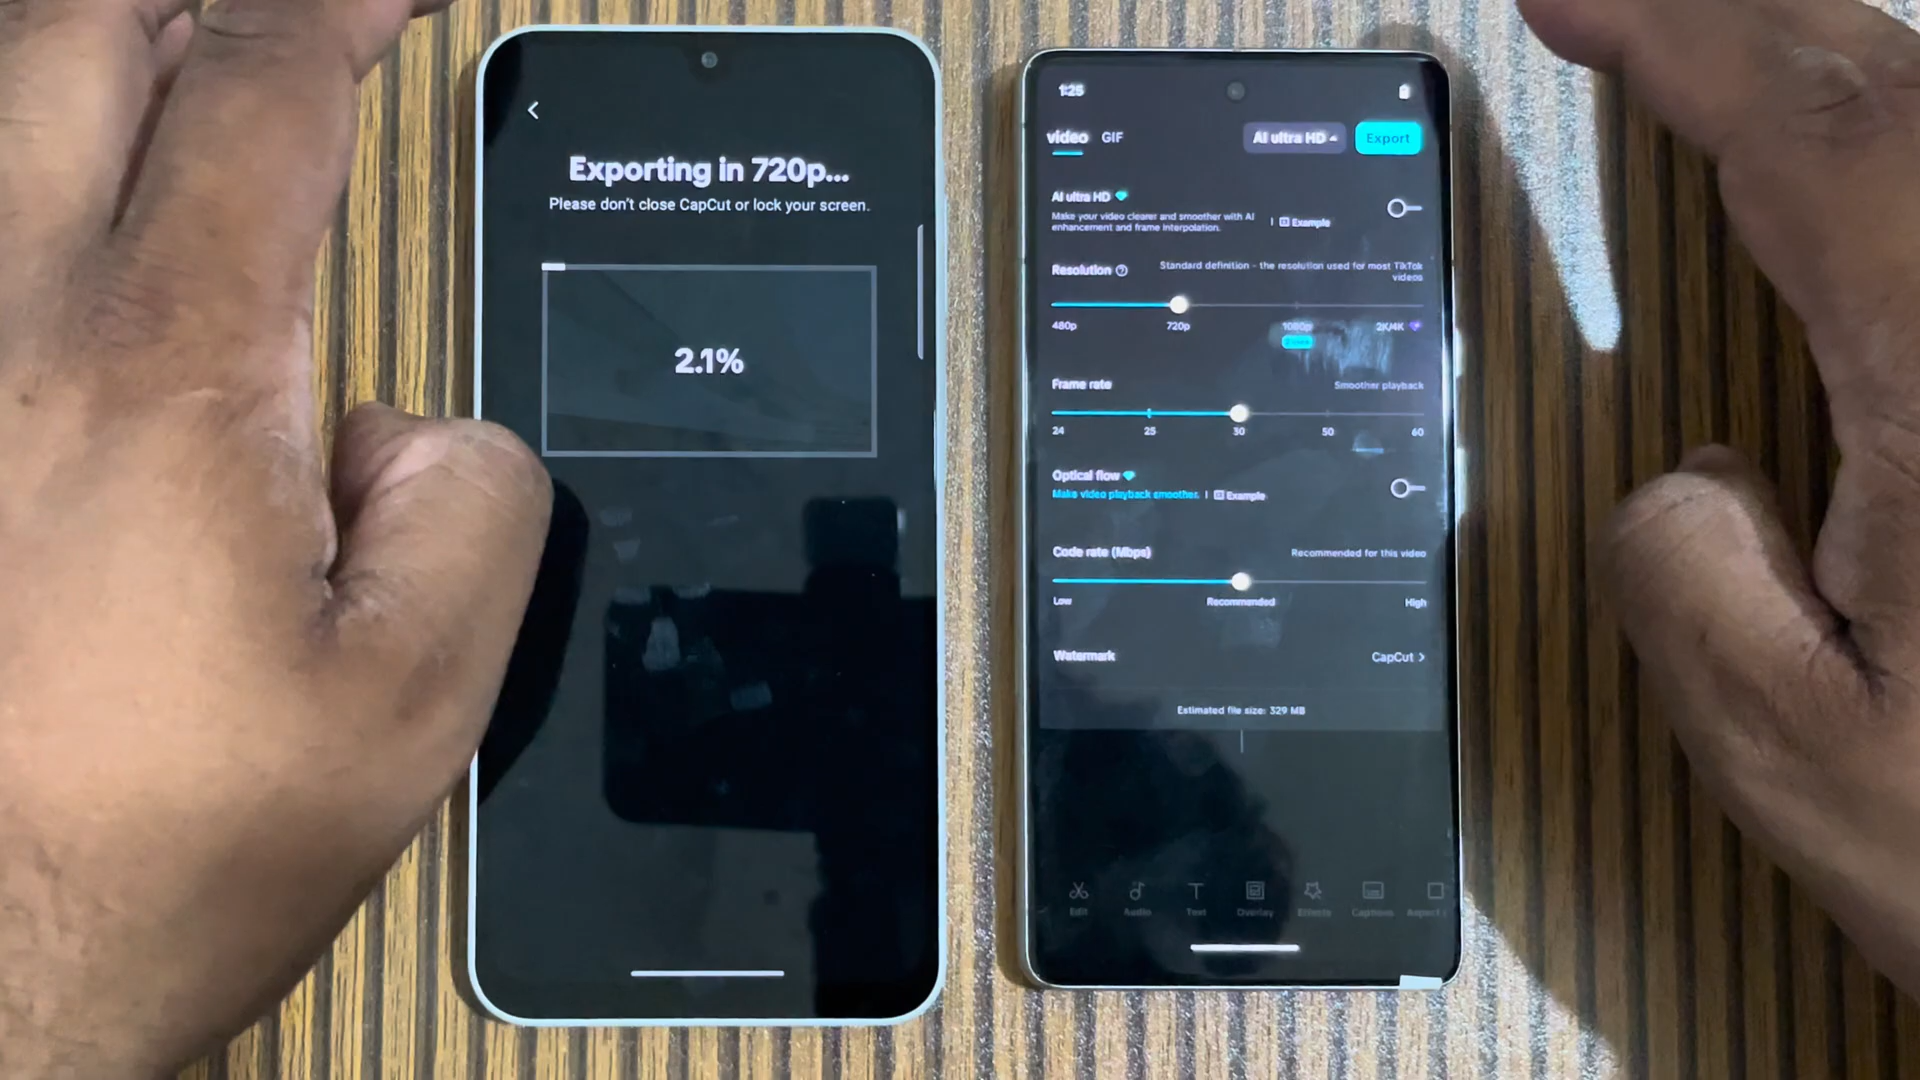 Exporting in 720p...
Please don't close CapCut or lock your screen.
2.1%
1:25
video GIF AI ultra HD Export
AI ultra HD
Make your video clearer and smoother with AI
enhancement and frame interpolation.
Example
Resolution
Standard definition - the resolution used for most TikTok
videos
480p 720p 1080p 2K/4K
Frame rate Smoother playback
24 25 30 50 60
Optical flow
Make video playback smoother. | Example
Code rate (Mbps) Recommended for this video
Low Recommended High
Watermark CapCut >
Estimated file size: 329 MB
Edit Audio Text Overlay Effects Captions Aspect